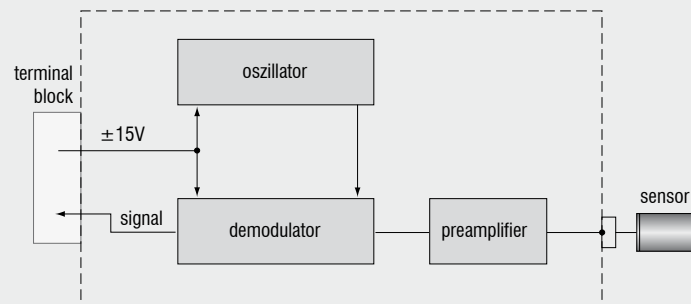 oszillator
terminal
block
±15V
sensor
signal
demodulator
preamplifier